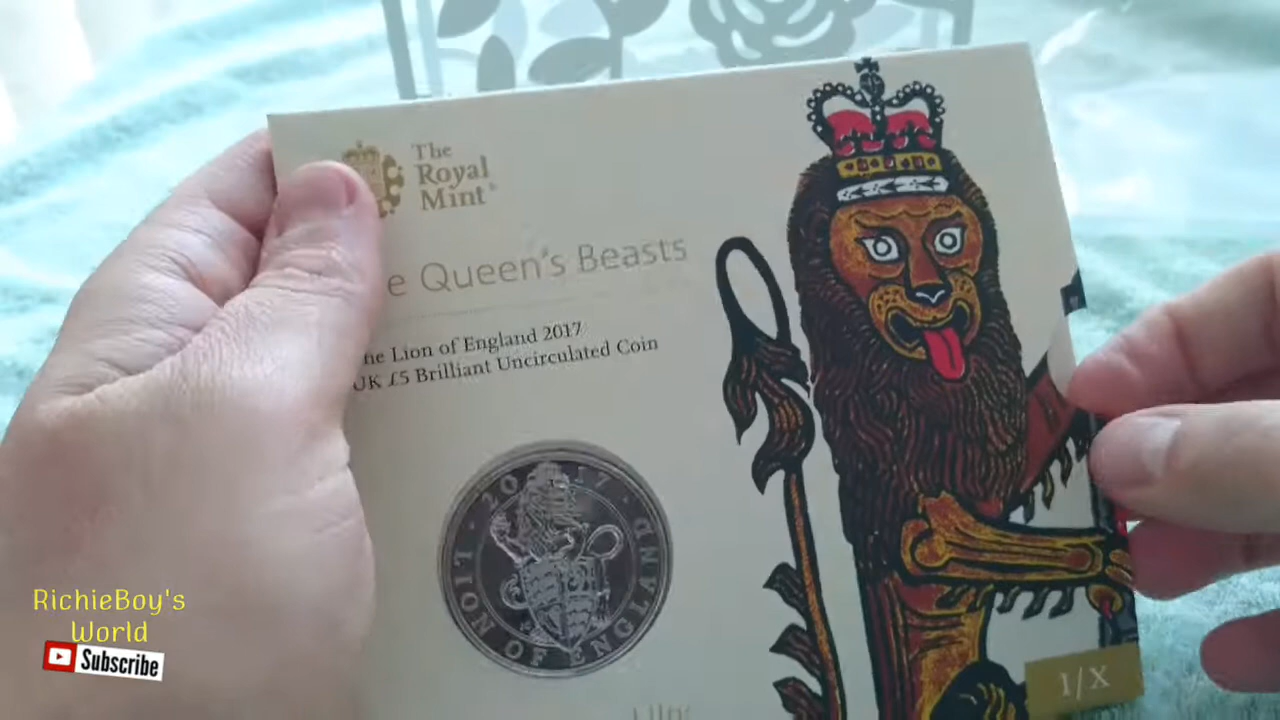 The
Royal
Mint®
e Queen's Beasts
he Lion of England 2017
UK £5 Brilliant Uncirculated Coin
2017
LION OF ENGLAND
I/X
RichieBoy's
World
Subscribe